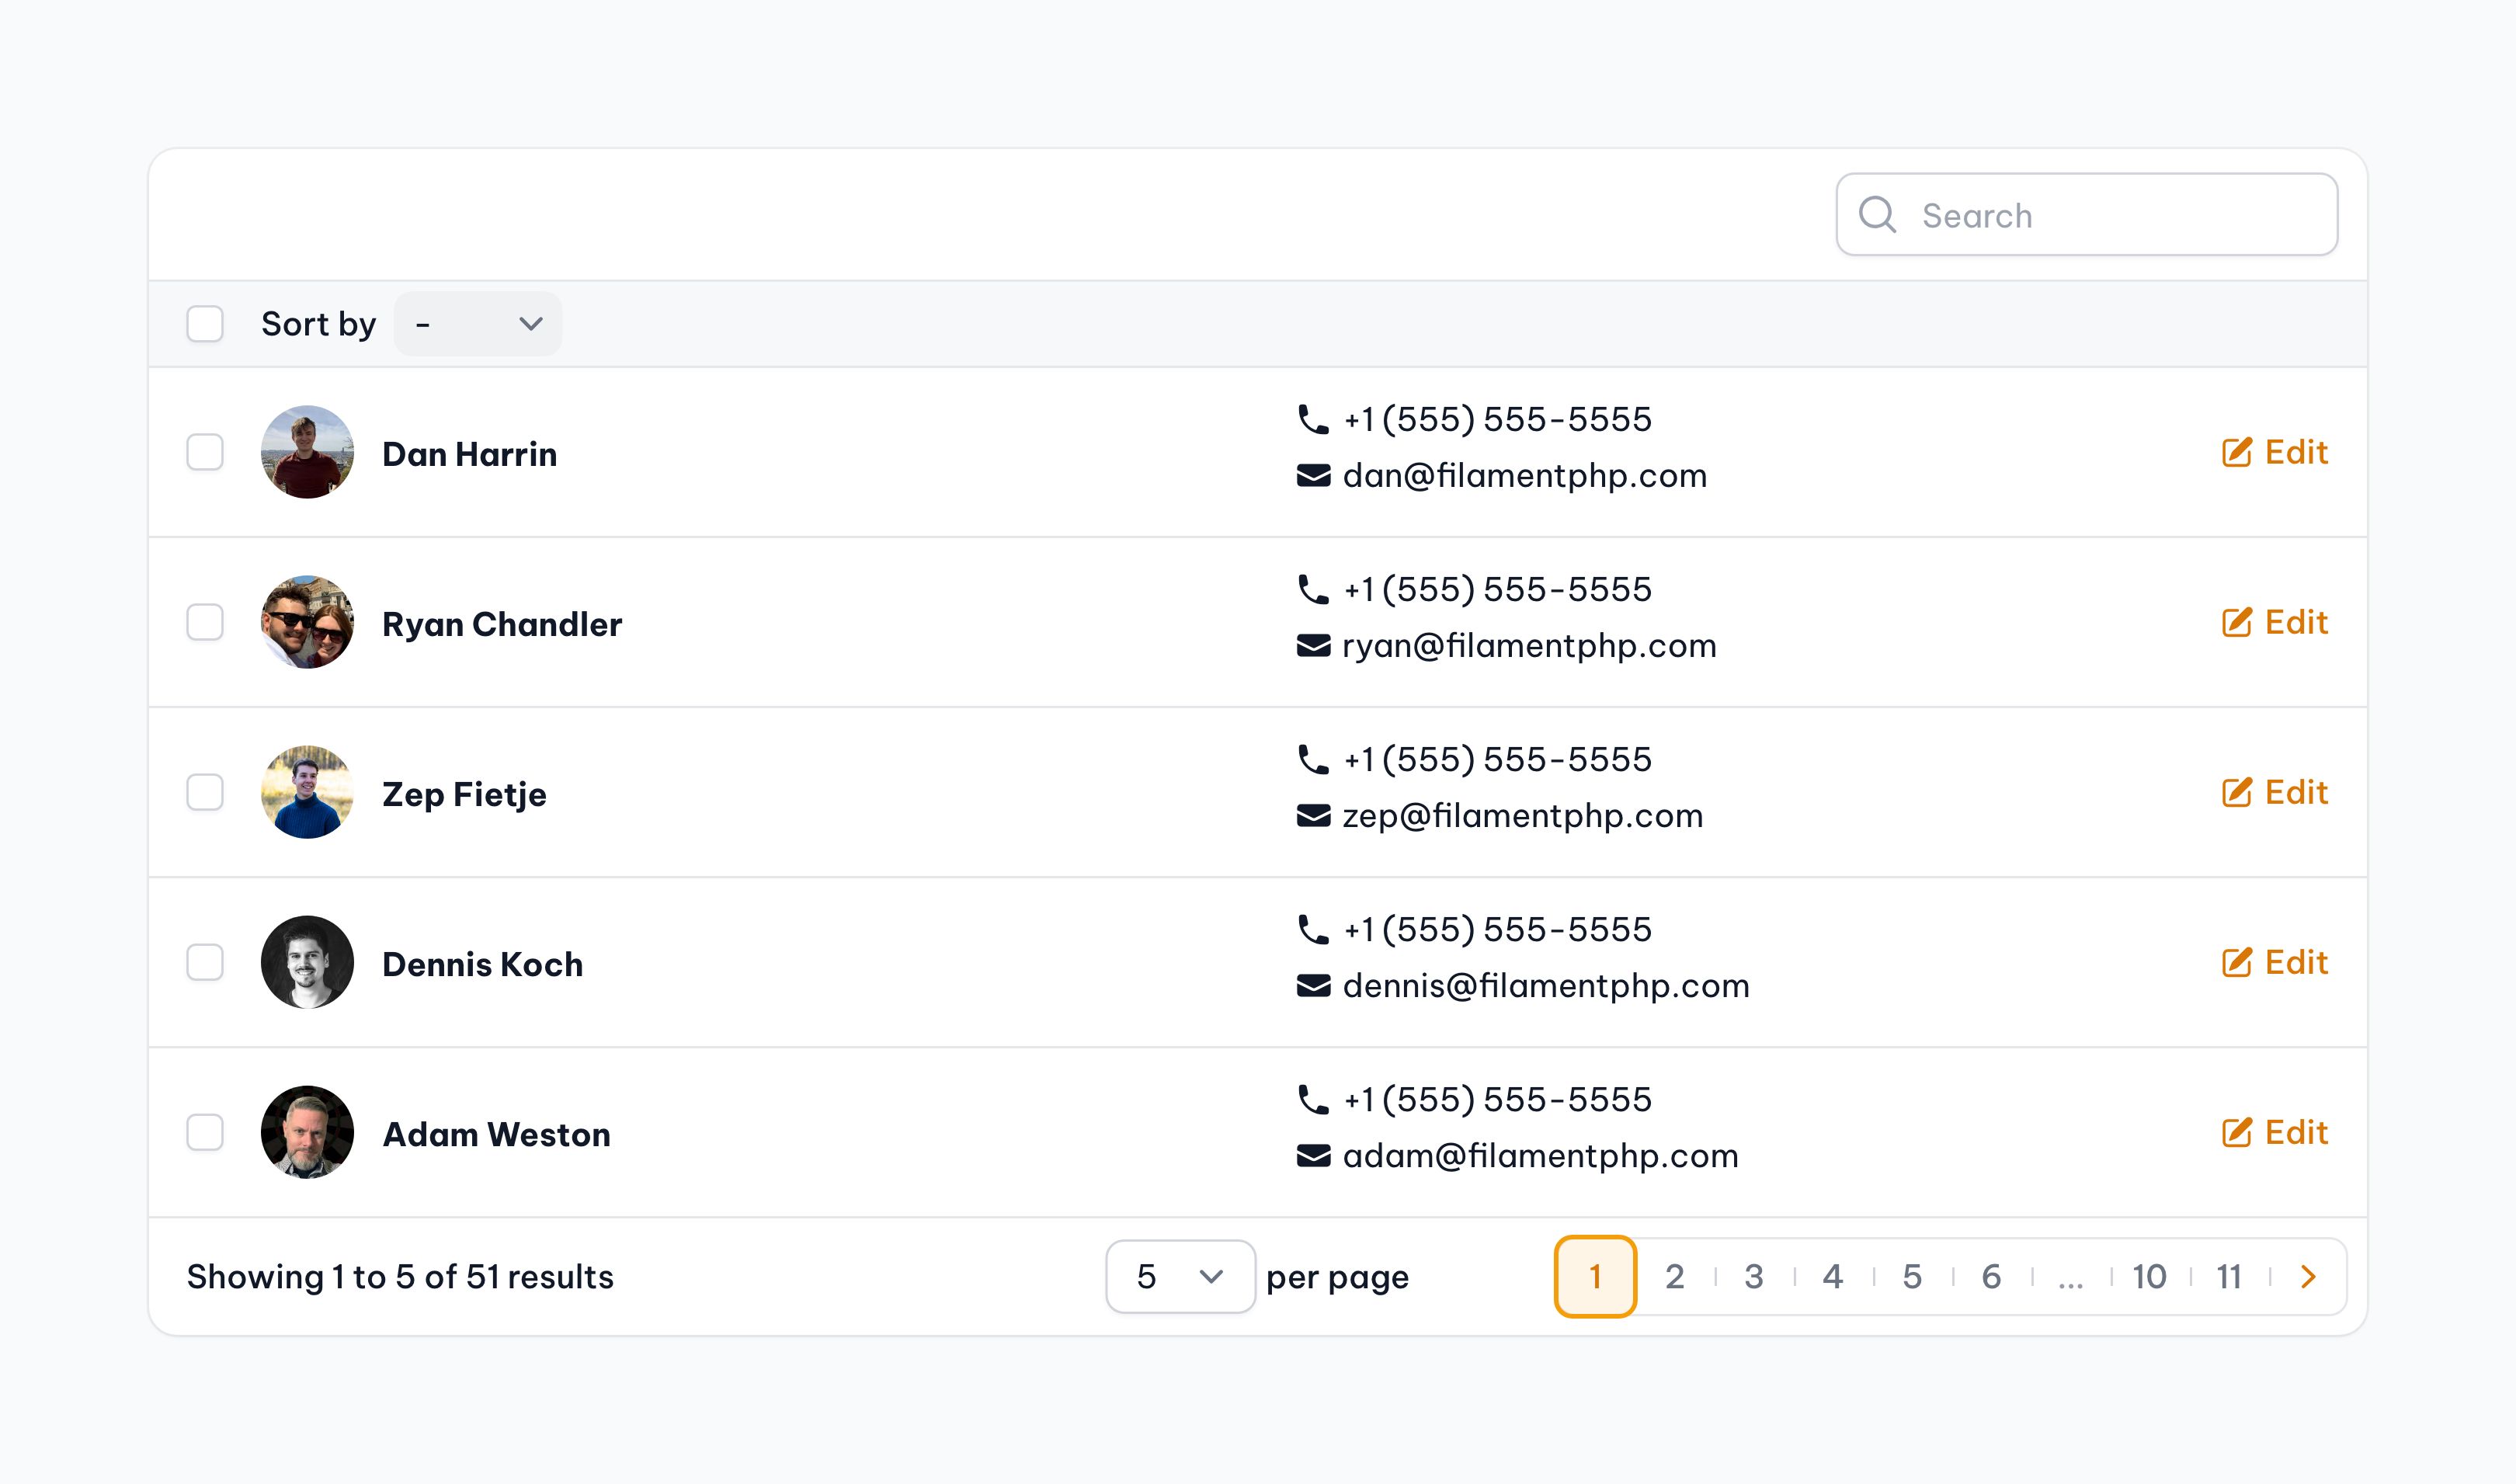 Search
Sort by -
Dan Harrin
+1 (555) 555-5555
dan@filamentphp.com
Edit
Ryan Chandler
+1 (555) 555-5555
ryan@filamentphp.com
Edit
Zep Fietje
+1 (555) 555-5555
zep@filamentphp.com
Edit
Dennis Koch
+1 (555) 555-5555
dennis@filamentphp.com
Edit
Adam Weston
+1 (555) 555-5555
adam@filamentphp.com
Edit
Showing 1 to 5 of 51 results
5 per page
1 2 3 4 5 6 ... 10 11